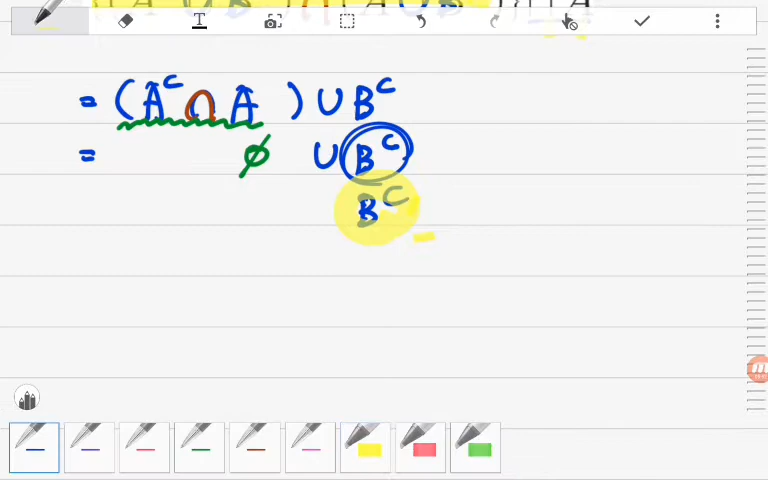 = (Aᶜ ∩ A) ∪ Bᶜ
= ∅ ∪ Bᶜ
Bᶜ
T
m